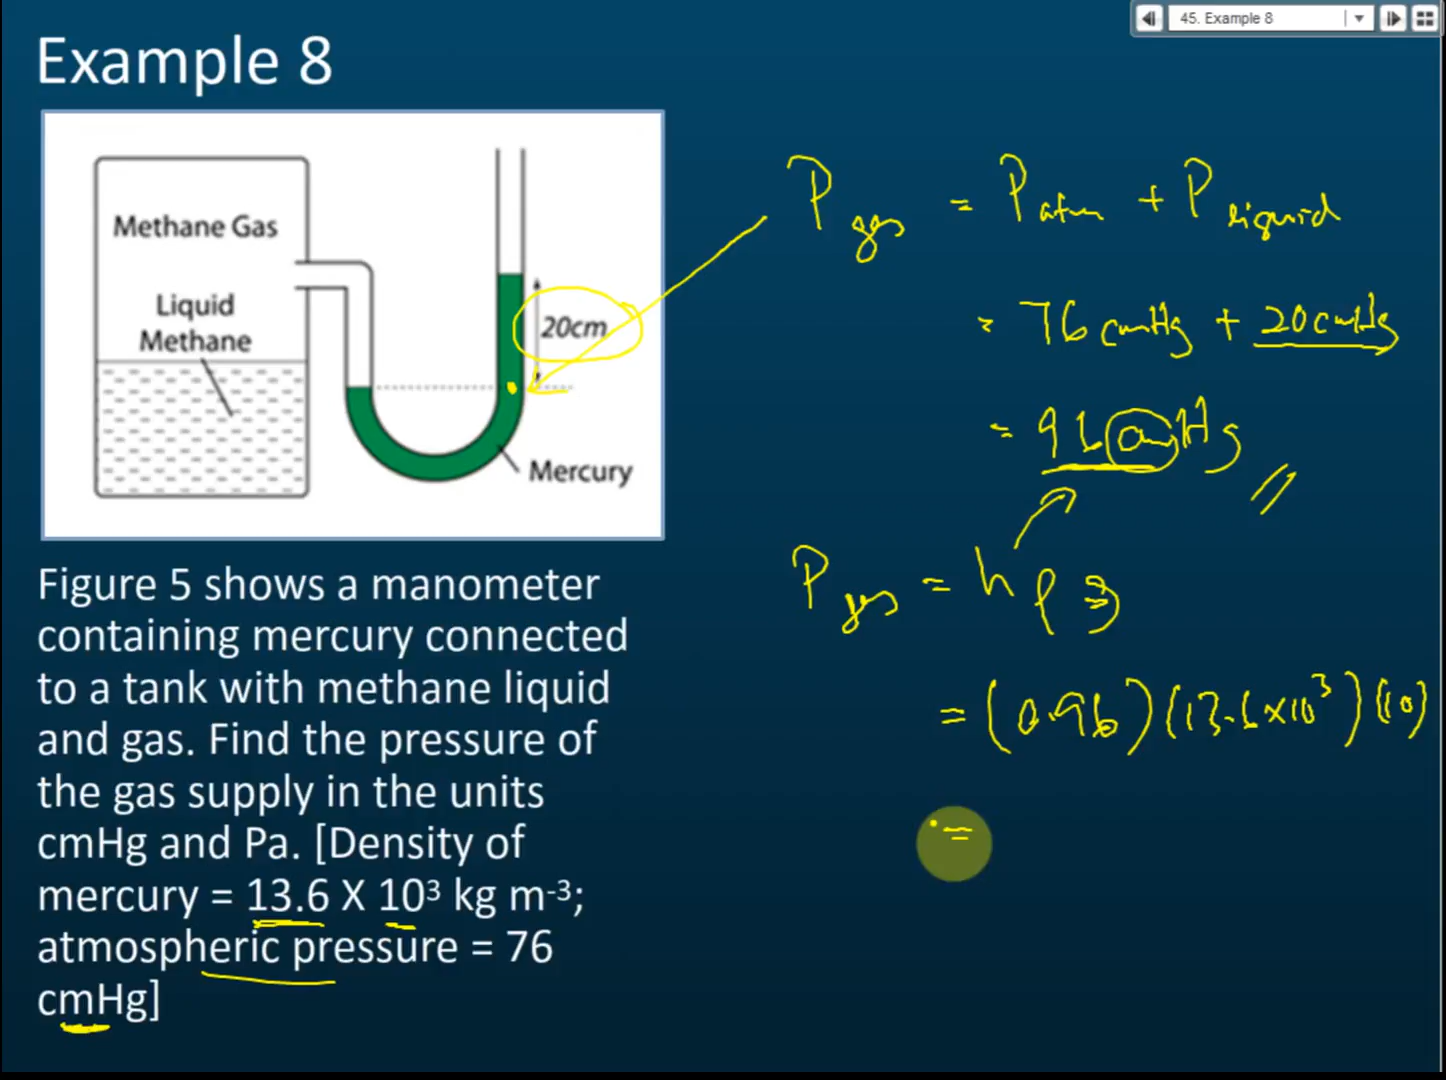 45. Example 8
Example 8
Methane Gas
Liquid
Methane
20cm
Mercury
Figure 5 shows a manometer
containing mercury connected
to a tank with methane liquid
and gas. Find the pressure of
the gas supply in the units
cmHg and Pa. [Density of
mercury = 13.6 X 10³ kg m⁻³;
atmospheric pressure = 76
cmHg]
P gas = P atm + P liquid
= 76 cmHg + 20 cmHg
= 96 cmHg //
P gas = h ρ g
= (0.96)(13.6×10³)(10)
=